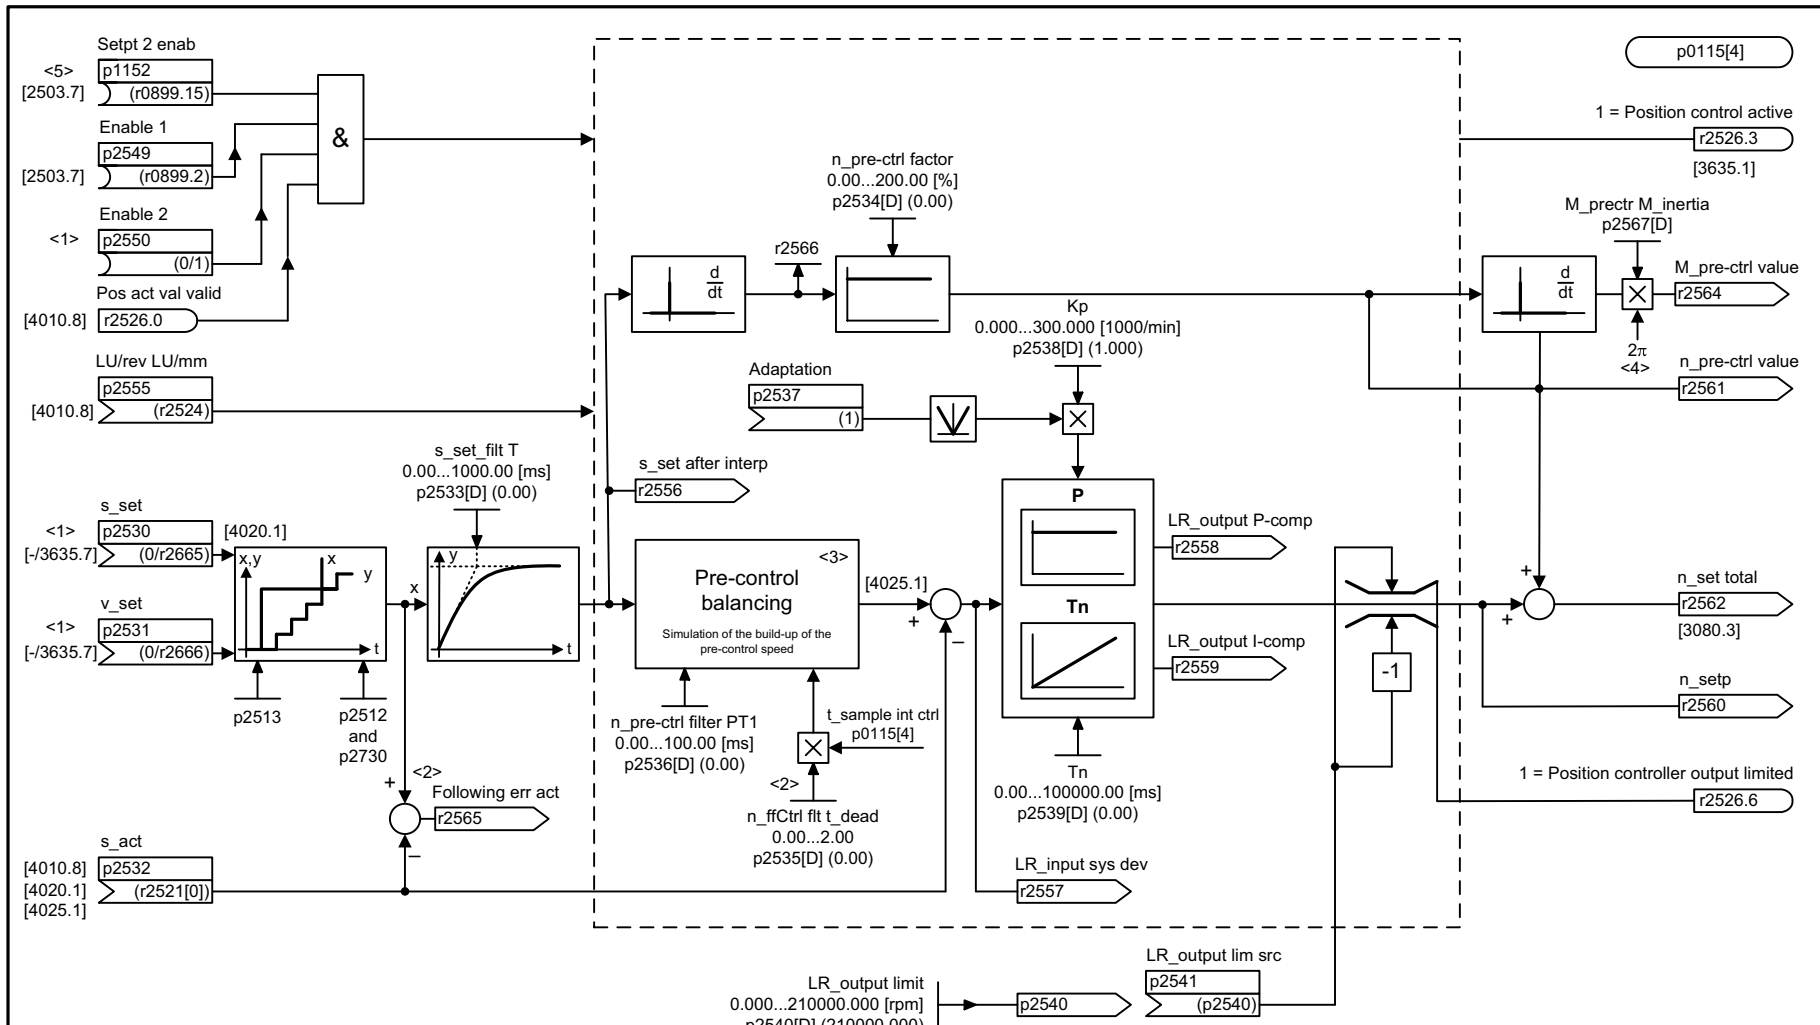 Setpt 2 enab
<5>
p1152
[2503.7]
(r0899.15)
Enable 1
p2549
[2503.7]
(r0899.2)
Enable 2
<1>
p2550
(0/1)
Pos act val valid
[4010.8]
r2526.0
&
LU/rev LU/mm
p2555
[4010.8]
(r2524)
s_set
<1>
p2530
[-/3635.7]
(0/r2665)
v_set
<1>
p2531
[-/3635.7]
(0/r2666)
[4020.1]
x,y
x
y
t
p2513
p2512
and
p2730
x
s_set_filt T
0.00...1000.00 [ms]
p2533[D] (0.00)
y
t
+
<2>
Following err act
r2565
–
s_act
[4010.8]
p2532
[4020.1]
(r2521[0])
[4025.1]
n_pre-ctrl factor
0.00...200.00 [%]
p2534[D] (0.00)
r2566
d
dt
Kp
0.000...300.000 [1000/min]
p2538[D] (1.000)
Adaptation
p2537
(1)
s_set after interp
r2556
<3>
Pre-control
balancing
Simulation of the build-up of the
pre-control speed
[4025.1]
+
–
n_pre-ctrl filter PT1
0.00...100.00 [ms]
p2536[D] (0.00)
t_sample int ctrl
p0115[4]
<2>
n_ffCtrl flt t_dead
0.00...2.00
p2535[D] (0.00)
P
Tn
LR_output P-comp
r2558
LR_output I-comp
r2559
Tn
0.00...100000.00 [ms]
p2539[D] (0.00)
LR_input sys dev
r2557
-1
LR_output limit
0.000...210000.000 [rpm]
p2540[D] (210000.000)
p2540
LR_output lim src
p2541
(p2540)
p0115[4]
1 = Position control active
r2526.3
[3635.1]
M_prectr M_inertia
p2567[D]
d
dt
M_pre-ctrl value
r2564
2π
<4>
n_pre-ctrl value
r2561
+
+
n_set total
r2562
[3080.3]
n_setp
r2560
1 = Position controller output limited
r2526.6